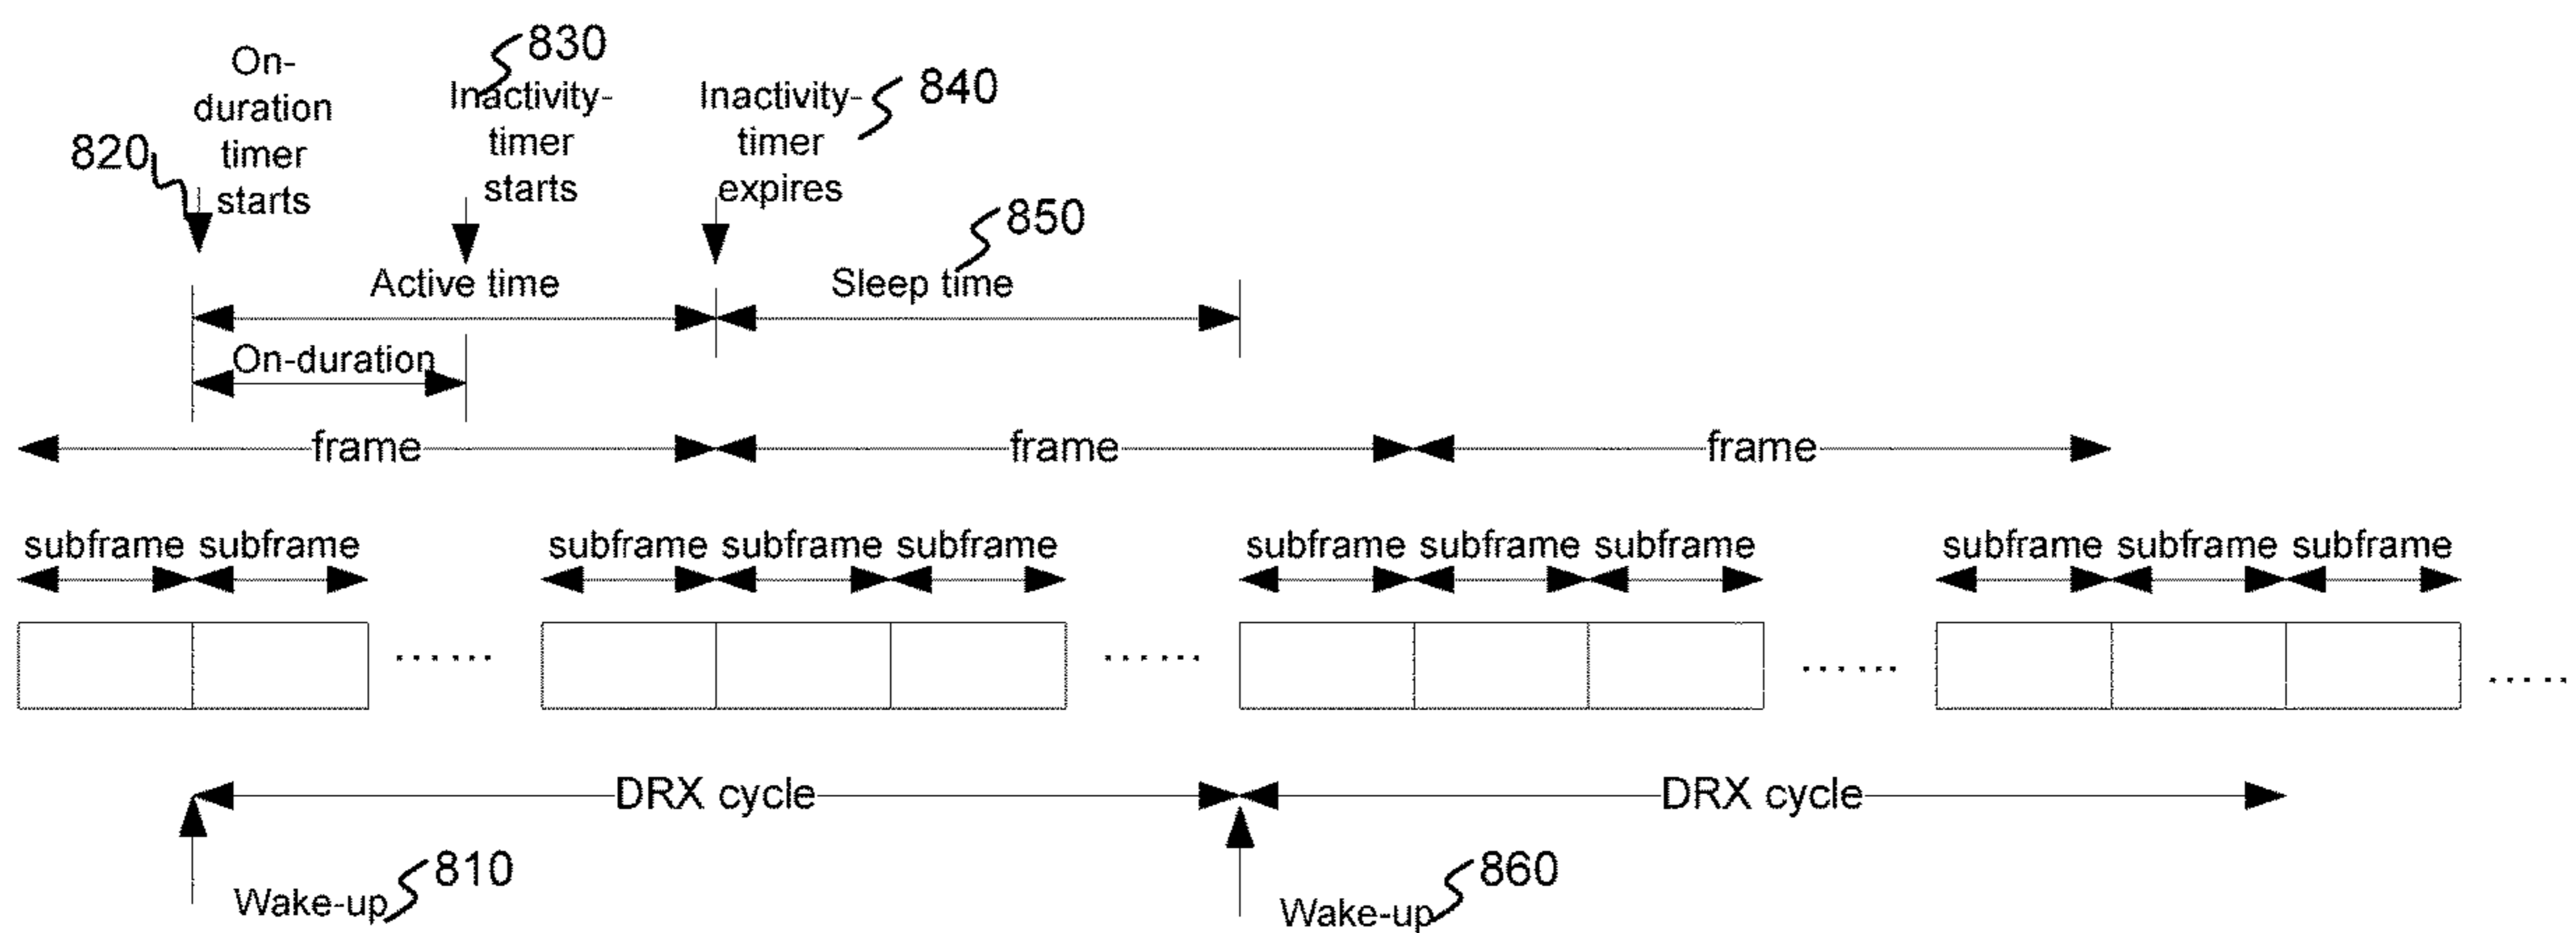 830
On-
duration
timer
starts
820
Inactivity-
timer
starts
Inactivity-
timer
expires
840
850
Active time
Sleep time
On-duration
frame frame frame
subframe subframe subframe subframe subframe subframe subframe subframe subframe subframe subframe
...... ...... ...... .....
DRX cycle DRX cycle
810
860
Wake-up
Wake-up